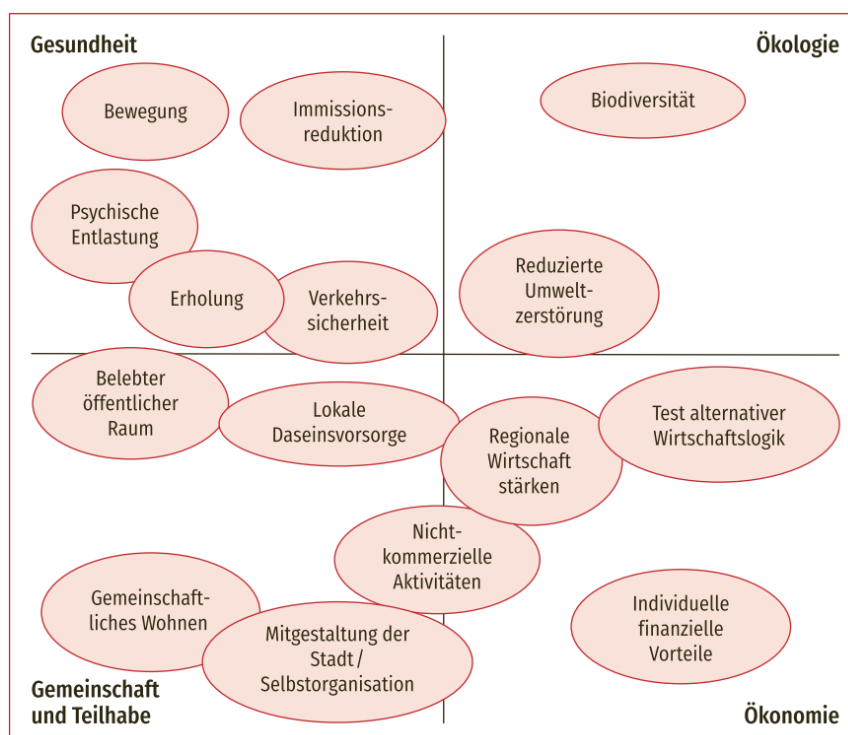 Gesundheit
Ökologie
Bewegung
Immissions-
reduktion
Biodiversität
Psychische
Entlastung
Erholung
Verkehrs-
sicherheit
Reduzierte
Umwelt-
zerstörung
Belebter
öffentlicher
Raum
Lokale
Daseinsvorsorge
Regionale
Wirtschaft
stärken
Test alternativer
Wirtschaftslogik
Nicht-
kommerzielle
Aktivitäten
Gemeinschaft-
liches Wohnen
Mitgestaltung der
Stadt/
Selbstorganisation
Individuelle
finanzielle
Vorteile
Gemeinschaft
und Teilhabe
Ökonomie